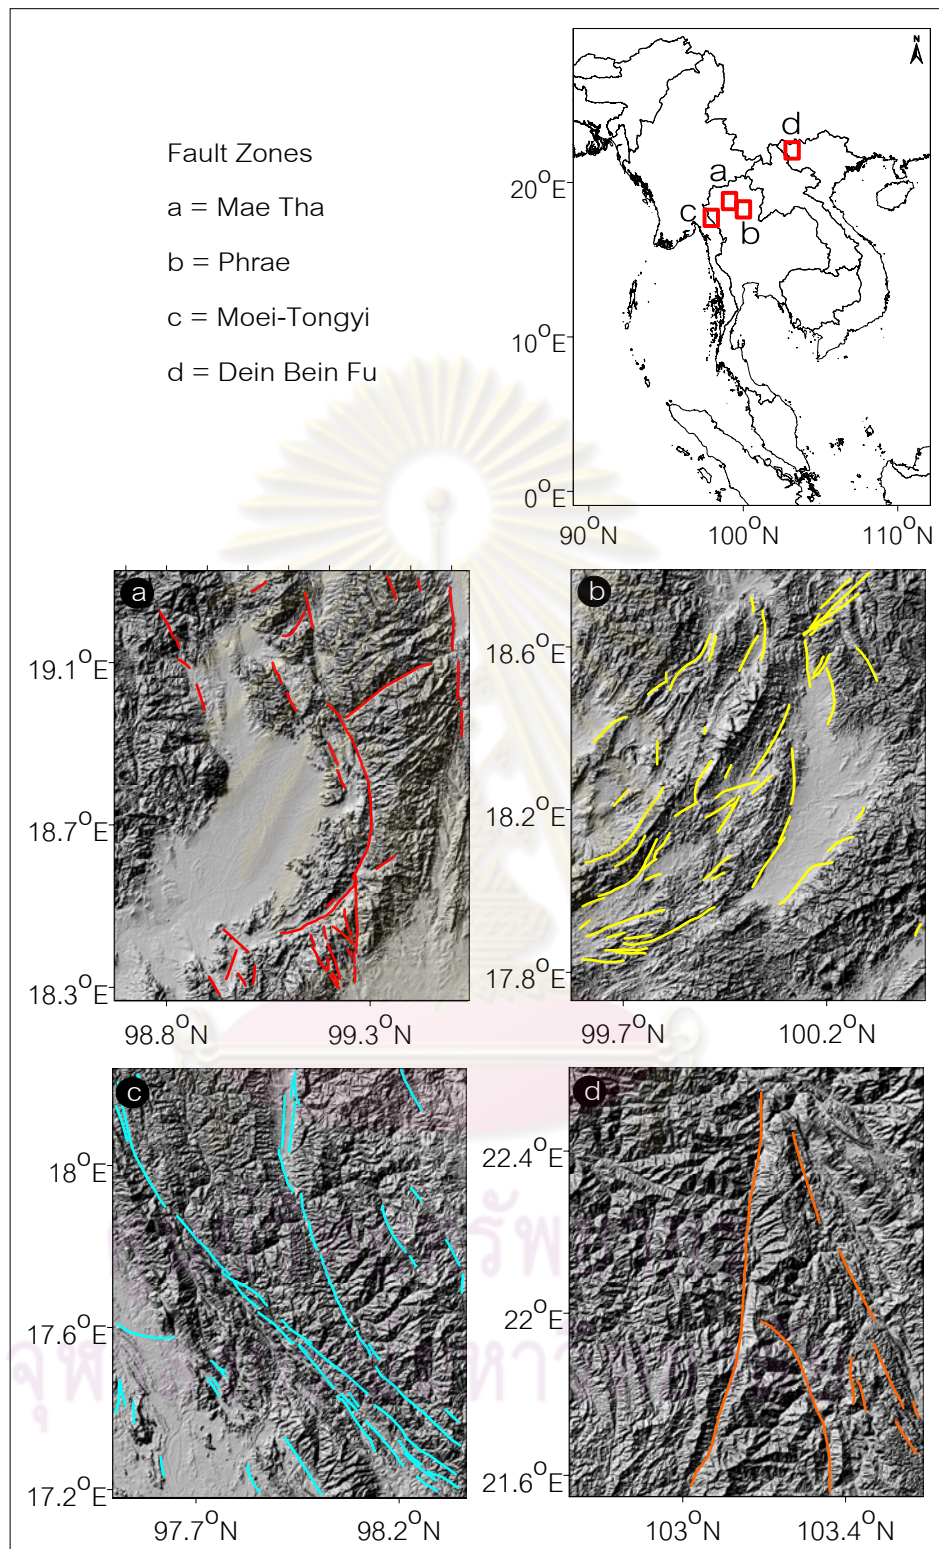 Fault Zones
a = Mae Tha
b = Phrae
c = Moei-Tongyi
d = Dein Bein Fu
N
d
a
c
b
20°E
10°E
0°E
90°N 100°N 110°N
a
19.1°E
18.7°E
18.3°E
98.8°N 99.3°N
b
18.6°E
18.2°E
17.8°E
99.7°N 100.2°N
c
18°E
17.6°E
17.2°E
97.7°N 98.2°N
d
22.4°E
22°E
21.6°E
103°N 103.4°N